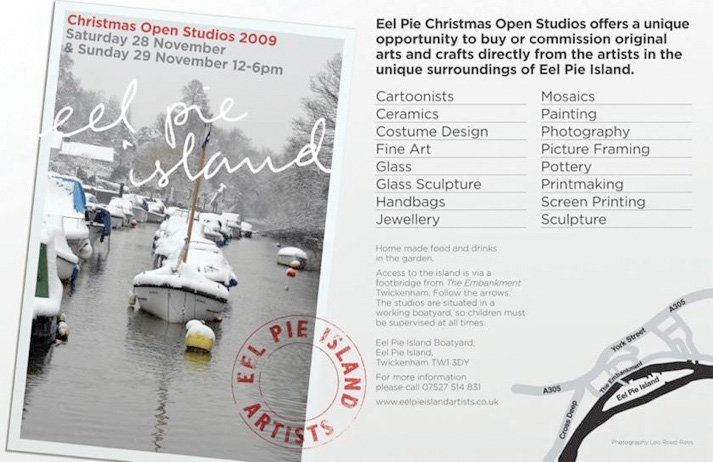 Christmas Open Studios 2009
Saturday 28 November
& Sunday 29 November 12-6pm
eel pie
island
EEL PIE ISLAND
ARTISTS
Eel Pie Christmas Open Studios offers a unique
opportunity to buy or commission original
arts and crafts directly from the artists in the
unique surroundings of Eel Pie Island.
Cartoonists
Ceramics
Costume Design
Fine Art
Glass
Glass Sculpture
Handbags
Jewellery
Mosaics
Painting
Photography
Picture Framing
Pottery
Printmaking
Screen Printing
Sculpture
Home made food and drinks
in the garden.
Access to the island is via a
footbridge from The Embankment
Twickenham. Follow the arrows.
The studios are situated in a
working boatyard, so children must
be supervised at all times.
Eel Pie Island Boatyard,
Eel Pie Island,
Twickenham TW1 3DY
For more information
please call 07527 514 831
www.eelpieislandartists.co.uk
A305
York Street
The Embankment
Eel Pie Island
A305
Cross Deep